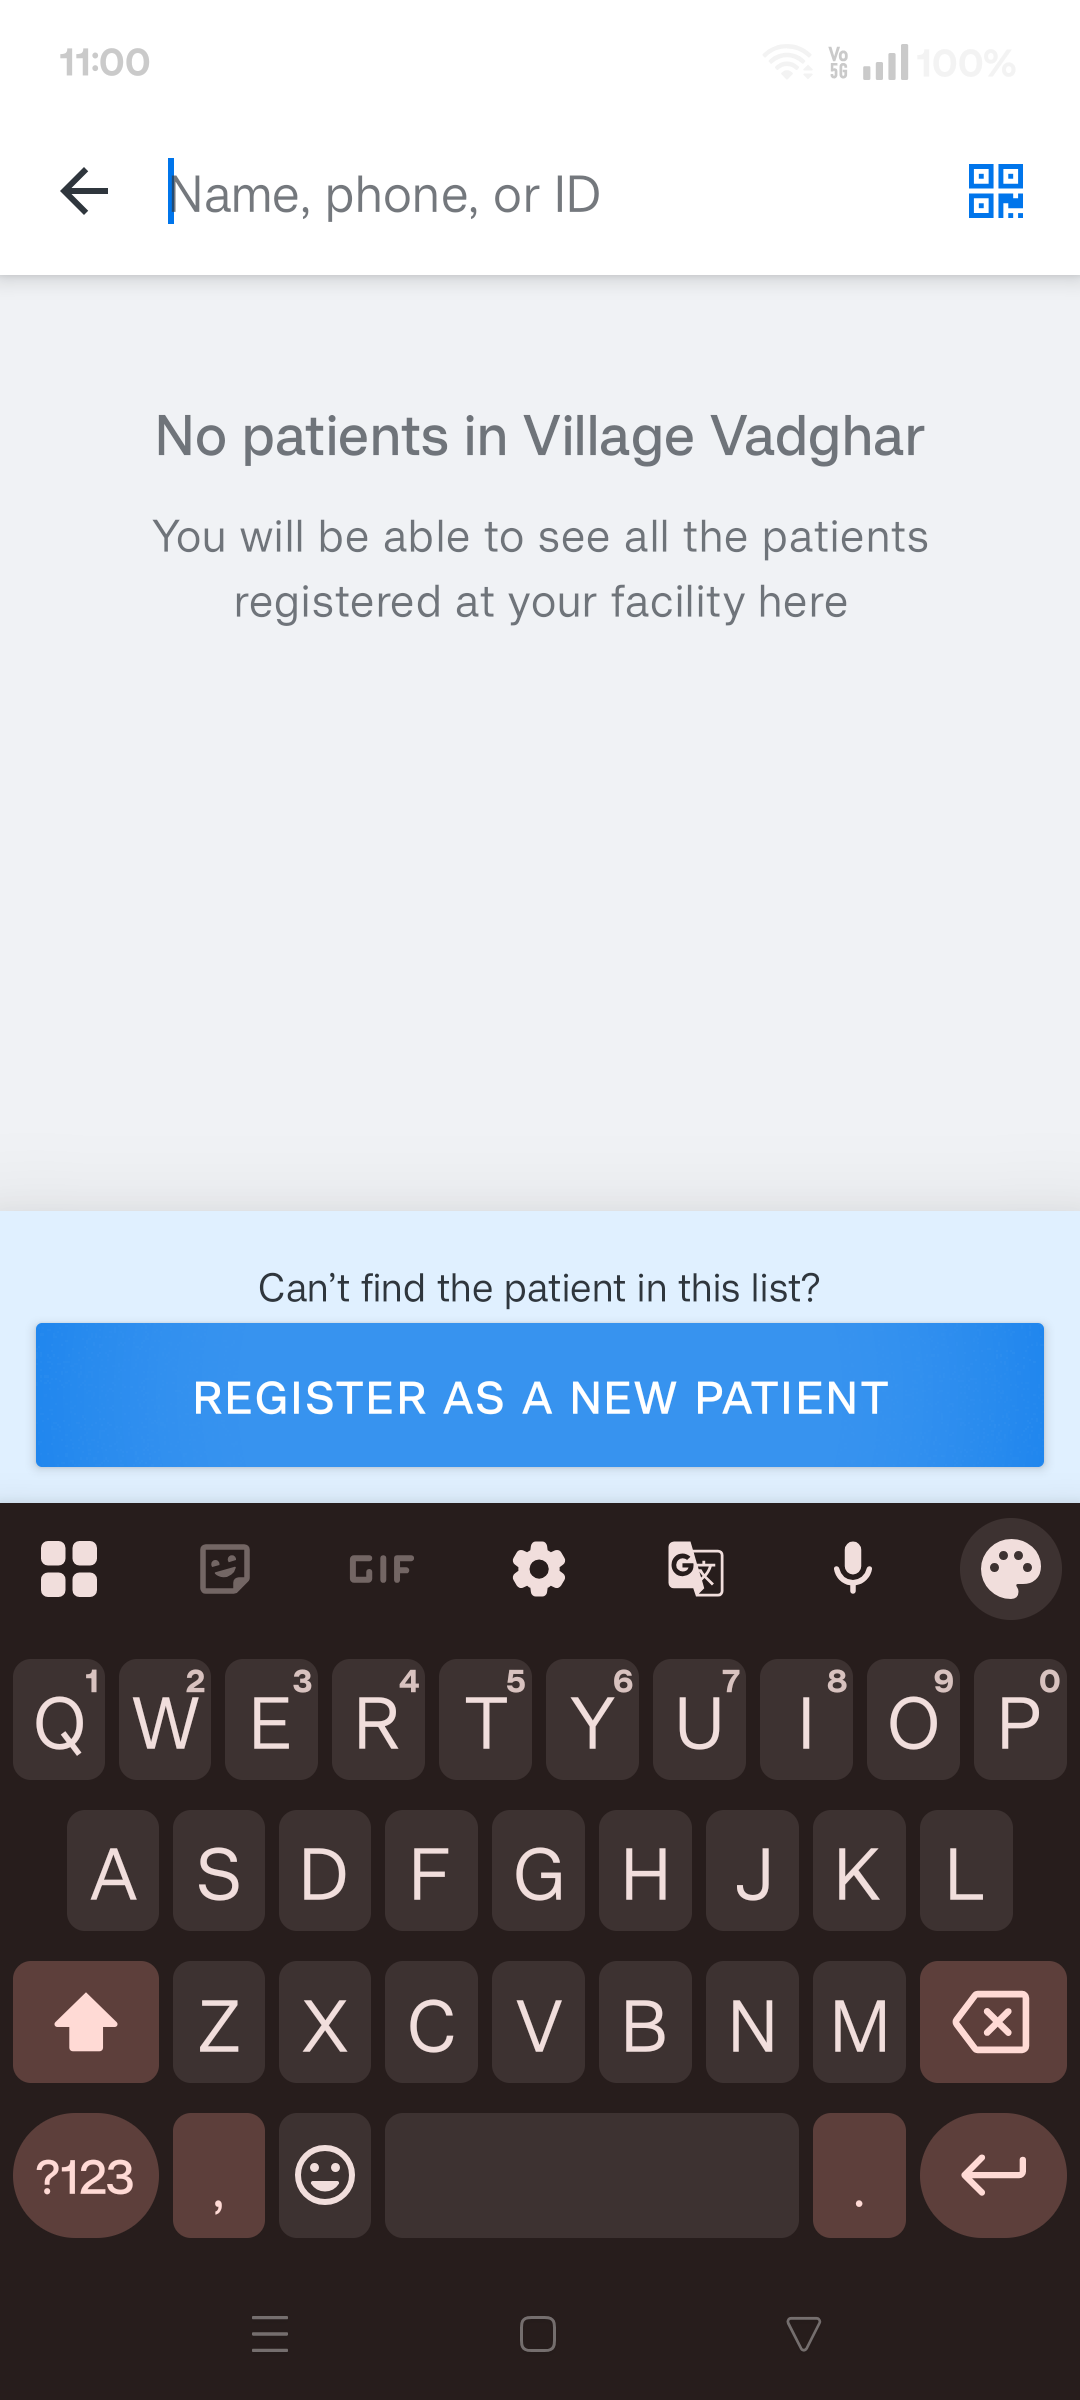 11:00
Vo 5G
100%
Name, phone, or ID
No patients in Village Vadghar
You will be able to see all the patients
registered at your facility here
Can't find the patient in this list?
REGISTER AS A NEW PATIENT
GIF
G 文
1 2 3 4 5 6 7 8 9 0
Q W E R T Y U I O P
A S D F G H J K L
Z X C V B N M
?123 , .